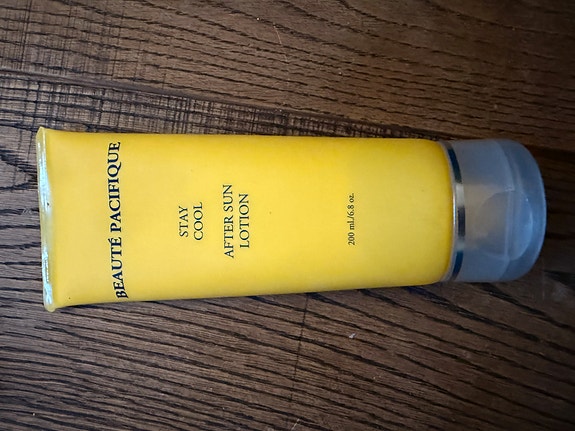 BEAUTÉ PACIFIQUE
STAY
COOL
AFTER SUN
LOTION
200 ml./6.8 oz.